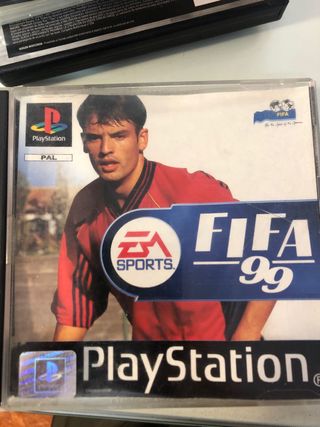 PlayStation
PAL
FIFA
EA
SPORTS
FIFA
99
PlayStation